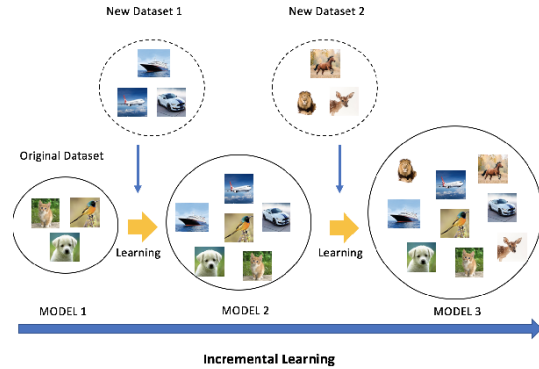 New Dataset 1
New Dataset 2
Original Dataset
Learning
Learning
MODEL 1
MODEL 2
MODEL 3
Incremental Learning